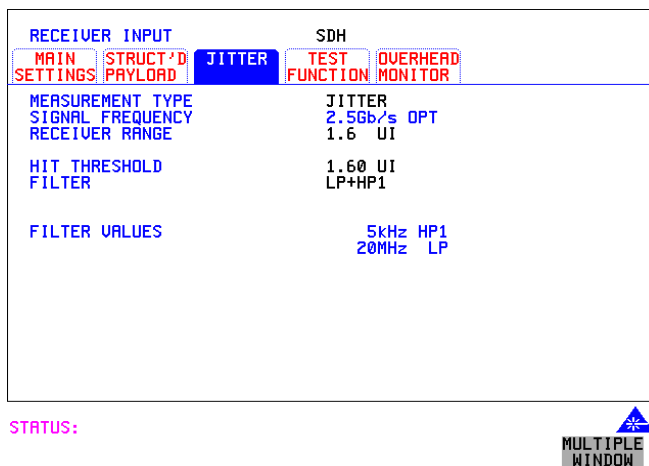 RECEIVER INPUT SDH
MAIN SETTINGS STRUCT'D PAYLOAD JITTER TEST FUNCTION OVERHEAD MONITOR
MEASUREMENT TYPE JITTER
SIGNAL FREQUENCY 2.5Gb/s OPT
RECEIVER RANGE 1.6 UI
HIT THRESHOLD 1.60 UI
FILTER LP+HP1
FILTER VALUES 5kHz HP1
20MHz LP
STATUS:
MULTIPLE
WINDOW